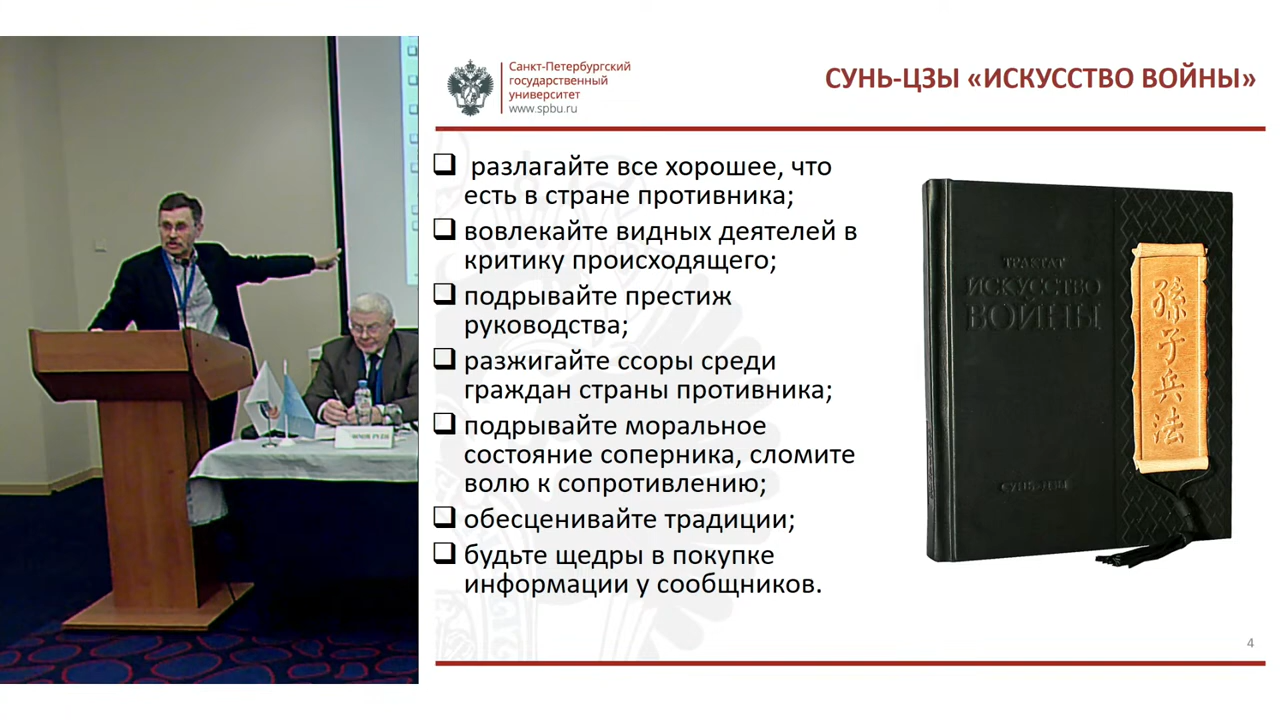 Санкт-Петербургский
государственный
университет
www.spbu.ru
СУНЬ-ЦЗЫ «ИСКУССТВО ВОЙНЫ»
❑ разлагайте все хорошее, что
есть в стране противника;
❑ вовлекайте видных деятелей в
критику происходящего;
❑ подрывайте престиж
руководства;
❑ разжигайте ссоры среди
граждан страны противника;
❑ подрывайте моральное
состояние соперника, сломите
волю к сопротивлению;
❑ обесценивайте традиции;
❑ будьте щедры в покупке
информации у сообщников.
ТРАКТАТ
ИСКУССТВО
ВОЙНЫ
СУНЬ-ЦЗЫ
孫子兵法
4